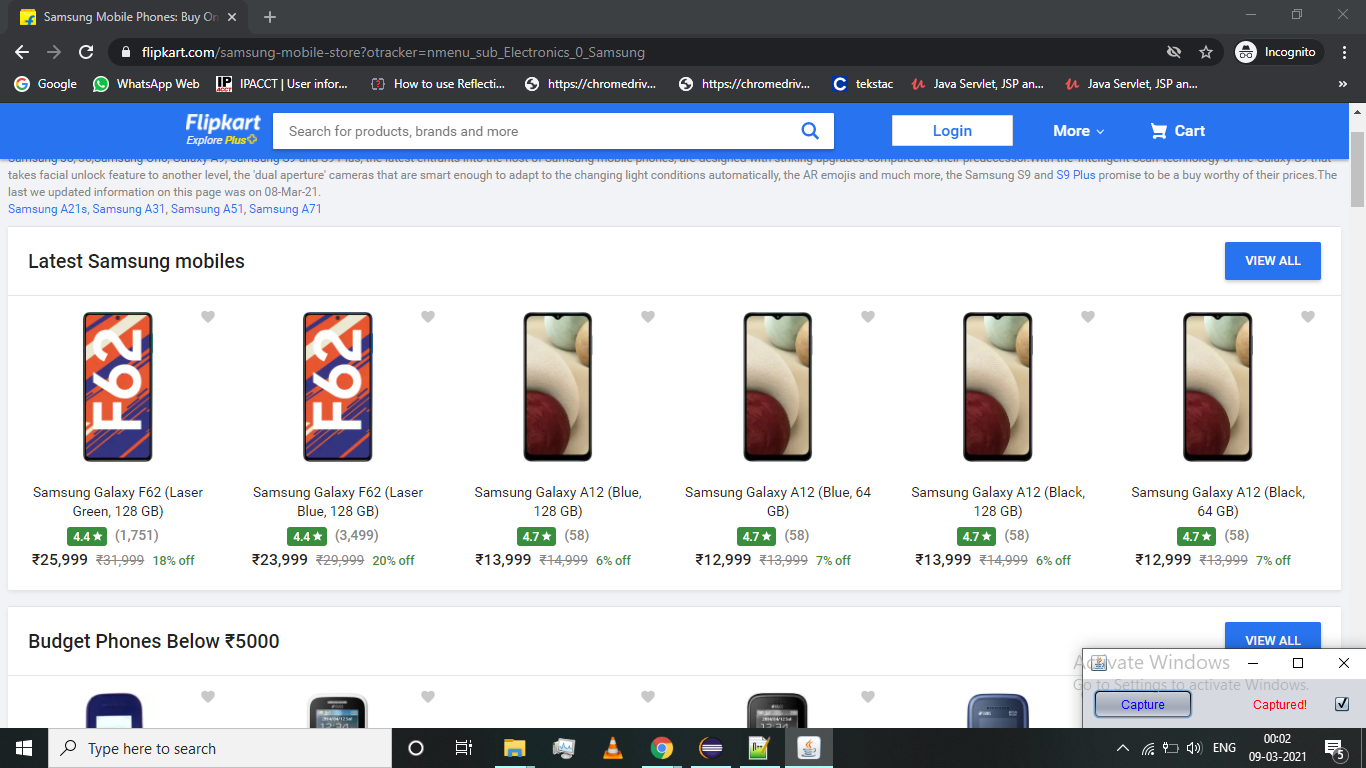 Samsung Mobile Phones: Buy On
flipkart.com/samsung-mobile-store?otracker=nmenu_sub_Electronics_0_Samsung
Incognito
Google
WhatsApp Web
IPACCT | User infor...
How to use Reflecti...
https://chromedriv...
https://chromedriv...
tekstac
Java Servlet, JSP an...
Java Servlet, JSP an...
»
Flipkart
Explore Plus
Search for products, brands and more
Login
More
Cart
takes facial unlock feature to another level, the 'dual aperture' cameras that are smart enough to adapt to the changing light conditions automatically, the AR emojis and much more, the Samsung S9 and S9 Plus promise to be a buy worthy of their prices.The
last we updated information on this page was on 08-Mar-21.
Samsung A21s, Samsung A31, Samsung A51, Samsung A71
Latest Samsung mobiles
VIEW ALL
F62
F62
Samsung Galaxy F62 (Laser
Green, 128 GB)
4.4★ (1,751)
₹25,999 ₹31,999 18% off
Samsung Galaxy F62 (Laser
Blue, 128 GB)
4.4★ (3,499)
₹23,999 ₹29,999 20% off
Samsung Galaxy A12 (Blue,
128 GB)
4.7★ (58)
₹13,999 ₹14,999 6% off
Samsung Galaxy A12 (Blue, 64
GB)
4.7★ (58)
₹12,999 ₹13,999 7% off
Samsung Galaxy A12 (Black,
128 GB)
4.7★ (58)
₹13,999 ₹14,999 6% off
Samsung Galaxy A12 (Black,
64 GB)
4.7★ (58)
₹12,999 ₹13,999 7% off
Budget Phones Below ₹5000
VIEW ALL
Activate Windows
Go to Settings to activate Windows.
Capture
Captured!
Type here to search
ENG
00:02
09-03-2021
5